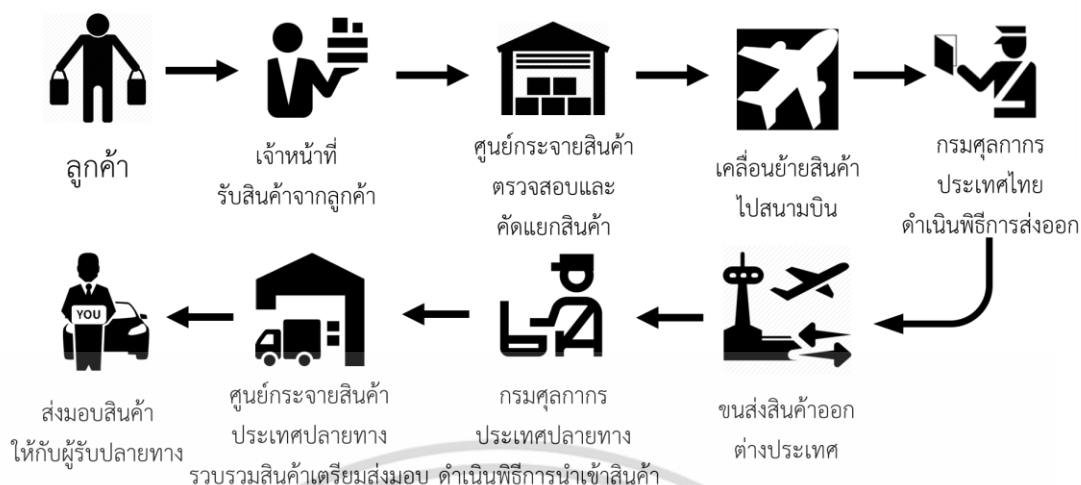 ลูกค้า
เจ้าหน้าที่
รับสินค้าจากลูกค้า
ศูนย์กระจายสินค้า
ตรวจสอบและ
คัดแยกสินค้า
เคลื่อนย้ายสินค้า
ไปสนามบิน
กรมศุลกากร
ประเทศไทย
ดำเนินพิธีการส่งออก
ขนส่งสินค้าออก
ต่างประเทศ
กรมศุลกากร
ประเทศปลายทาง
ดำเนินพิธีการนำเข้าสินค้า
ศูนย์กระจายสินค้า
ประเทศปลายทาง
รวบรวมสินค้าเตรียมส่งมอบ
YOU
ส่งมอบสินค้า
ให้กับผู้รับปลายทาง